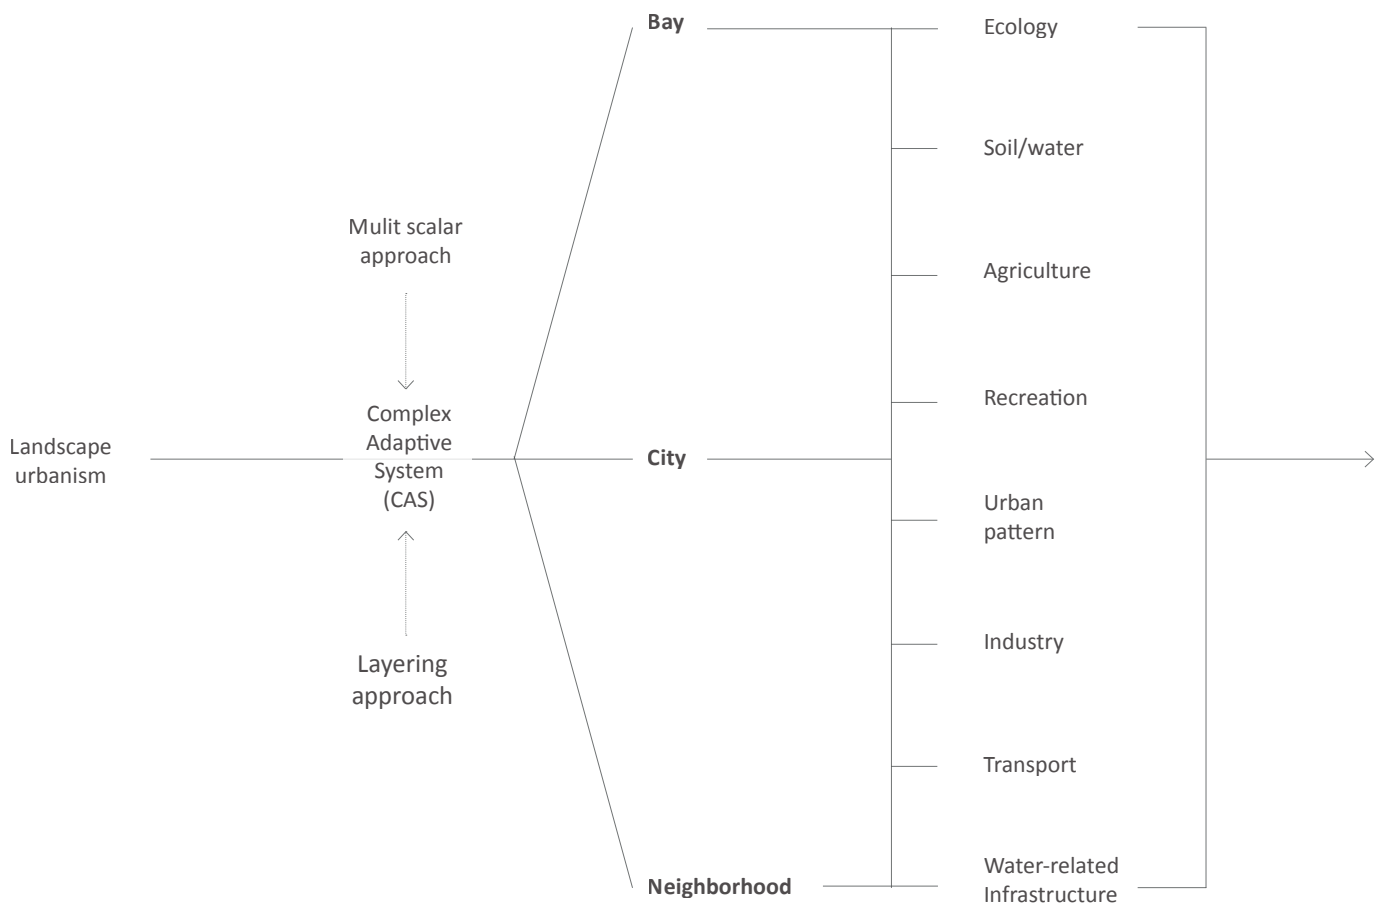 Landscape
urbanism
Mulit scalar
approach
Complex
Adaptive
System
(CAS)
Layering
approach
Bay
City
Neighborhood
Ecology
Soil/water
Agriculture
Recreation
Urban
pattern
Industry
Transport
Water-related
Infrastructure